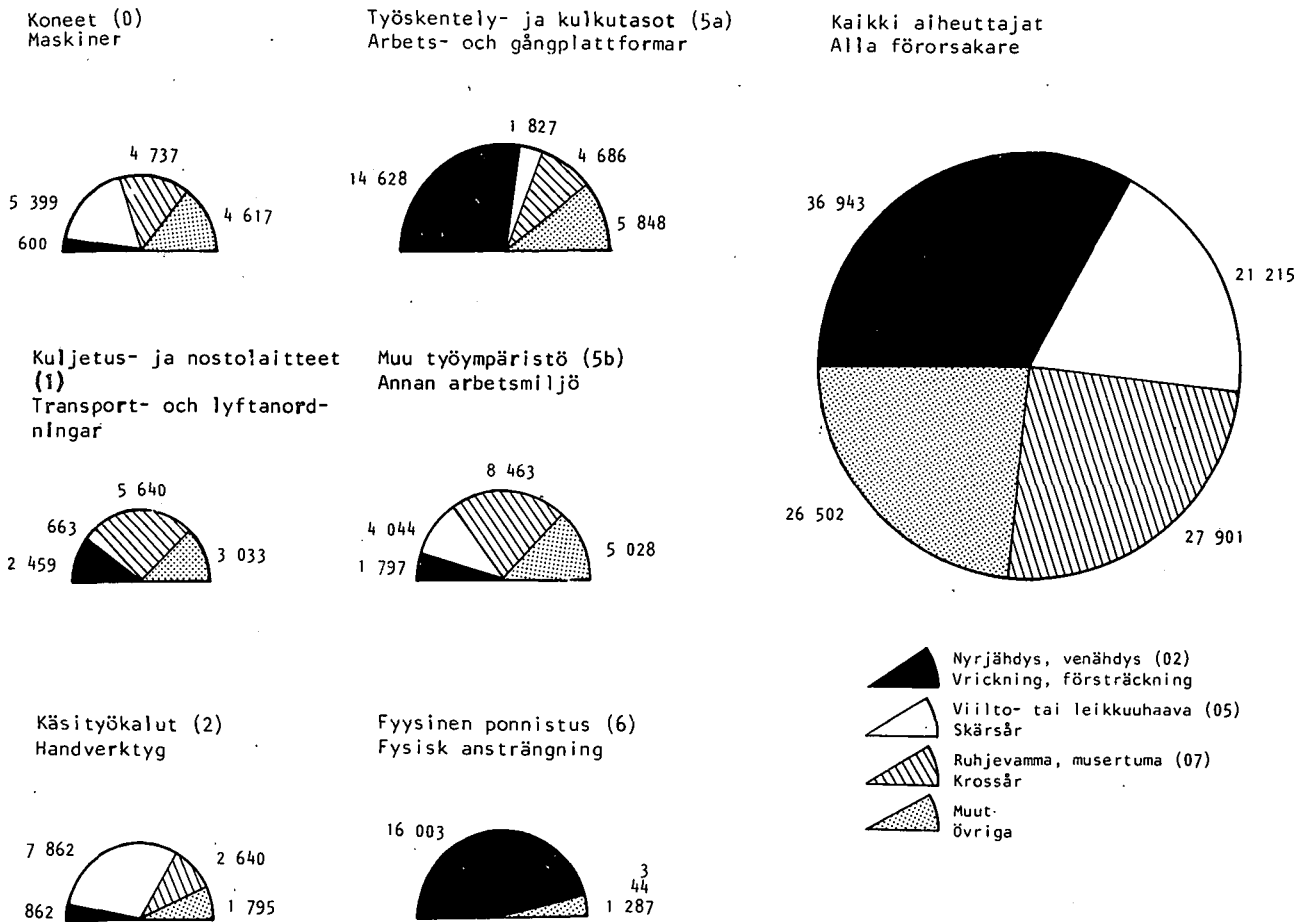 Koneet (0)
Maskiner
4 737
5 399
4 617
600
Työskentely- ja kulkutasot (5a)
Arbets- och gångplattformar
1 827
4 686
14 628
5 848
Kaikki aiheuttajat
Alla förorsakare
36 943
21 215
26 502
27 901
Kuljetus- ja nostolaitteet
(1)
Transport- och lyftanord-
ningar
5 640
663
3 033
2 459
Muu työympäristö (5b)
Annan arbetsmiljö
8 463
4 044
5 028
1 797
Nyrjähdys, venähdys (02)
Vrickning, försträckning
Viilto- tai leikkuuhaava (05)
Skärsår
Ruhjevamma, musertuma (07)
Krossår
Muut
Övriga
Käsityökalut (2)
Handverktyg
7 862
2 640
862
1 795
Fyysinen ponnistus (6)
Fysisk ansträngning
16 003
3
44
1 287